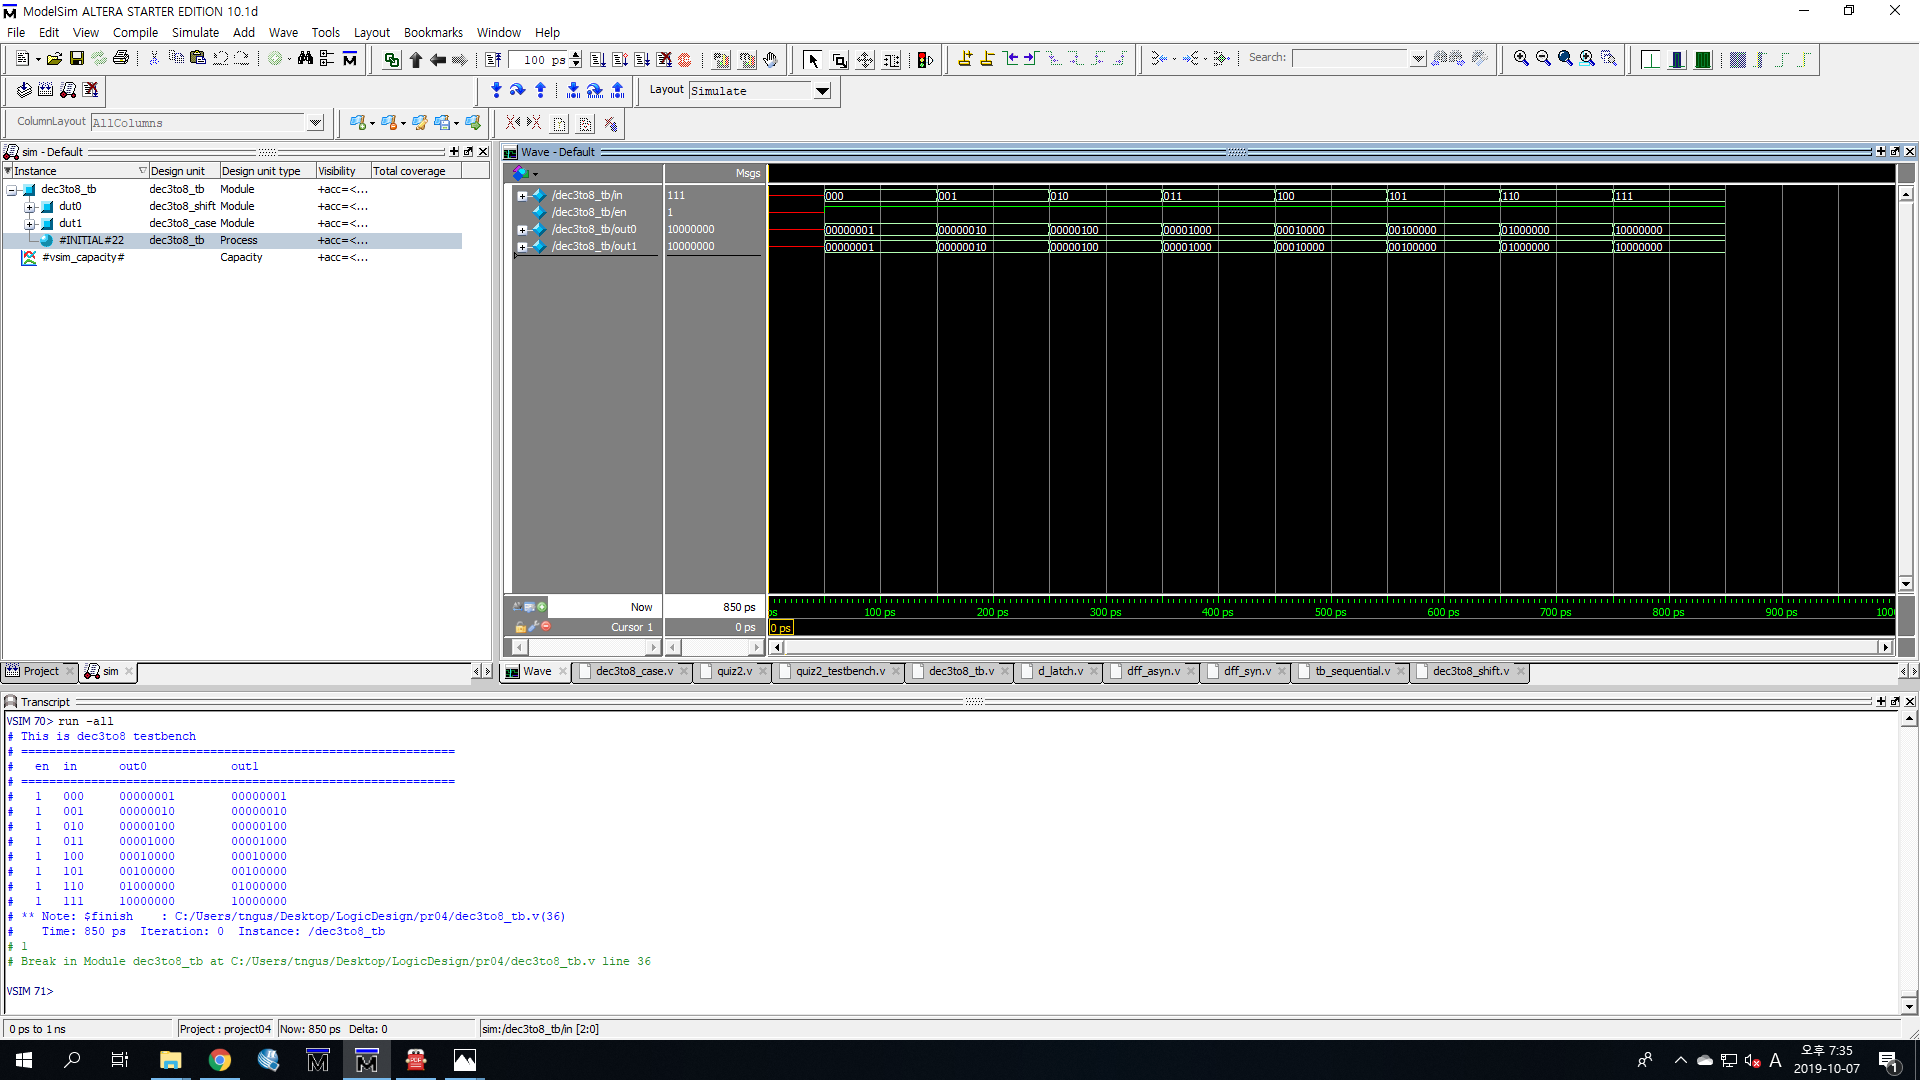 ModelSim ALTERA STARTER EDITION 10.1d
File Edit View Compile Simulate Add Wave Tools Layout Bookmarks Window Help
100 ps
Search:
Layout Simulate
ColumnLayout AllColumns
sim - Default
Instance Design unit Design unit type Visibility Total coverage
dec3to8_tb dec3to8_tb Module +acc=<...
dut0 dec3to8_shift Module +acc=<...
dut1 dec3to8_case Module +acc=<...
#INITIAL#22 dec3to8_tb Process +acc=<...
#vsim_capacity# Capacity +acc=<...
Project sim
Wave - Default
Msgs
/dec3to8_tb/in 111 000 001 010 011 100 101 110 111
/dec3to8_tb/en 1
/dec3to8_tb/out0 10000000 00000001 00000010 00000100 00001000 00010000 00100000 01000000 10000000
/dec3to8_tb/out1 10000000 00000001 00000010 00000100 00001000 00010000 00100000 01000000 10000000
Now 850 ps ps 100 ps 200 ps 300 ps 400 ps 500 ps 600 ps 700 ps 800 ps 900 ps 1000
Cursor 1 0 ps 0 ps
Wave dec3to8_case.v quiz2.v quiz2_testbench.v dec3to8_tb.v d_latch.v dff_asyn.v dff_syn.v tb_sequential.v dec3to8_shift.v
Transcript
VSIM 70> run -all
# This is dec3to8 testbench
# ==============================================================
# en in out0 out1
# ==============================================================
# 1 000 00000001 00000001
# 1 001 00000010 00000010
# 1 010 00000100 00000100
# 1 011 00001000 00001000
# 1 100 00010000 00010000
# 1 101 00100000 00100000
# 1 110 01000000 01000000
# 1 111 10000000 10000000
# ** Note: $finish : C:/Users/tngus/Desktop/LogicDesign/pr04/dec3to8_tb.v(36)
# Time: 850 ps Iteration: 0 Instance: /dec3to8_tb
# 1
# Break in Module dec3to8_tb at C:/Users/tngus/Desktop/LogicDesign/pr04/dec3to8_tb.v line 36
VSIM 71>
0 ps to 1 ns Project : project04 Now: 850 ps Delta: 0 sim:/dec3to8_tb/in [2:0]
A 오후 7:35
2019-10-07 1